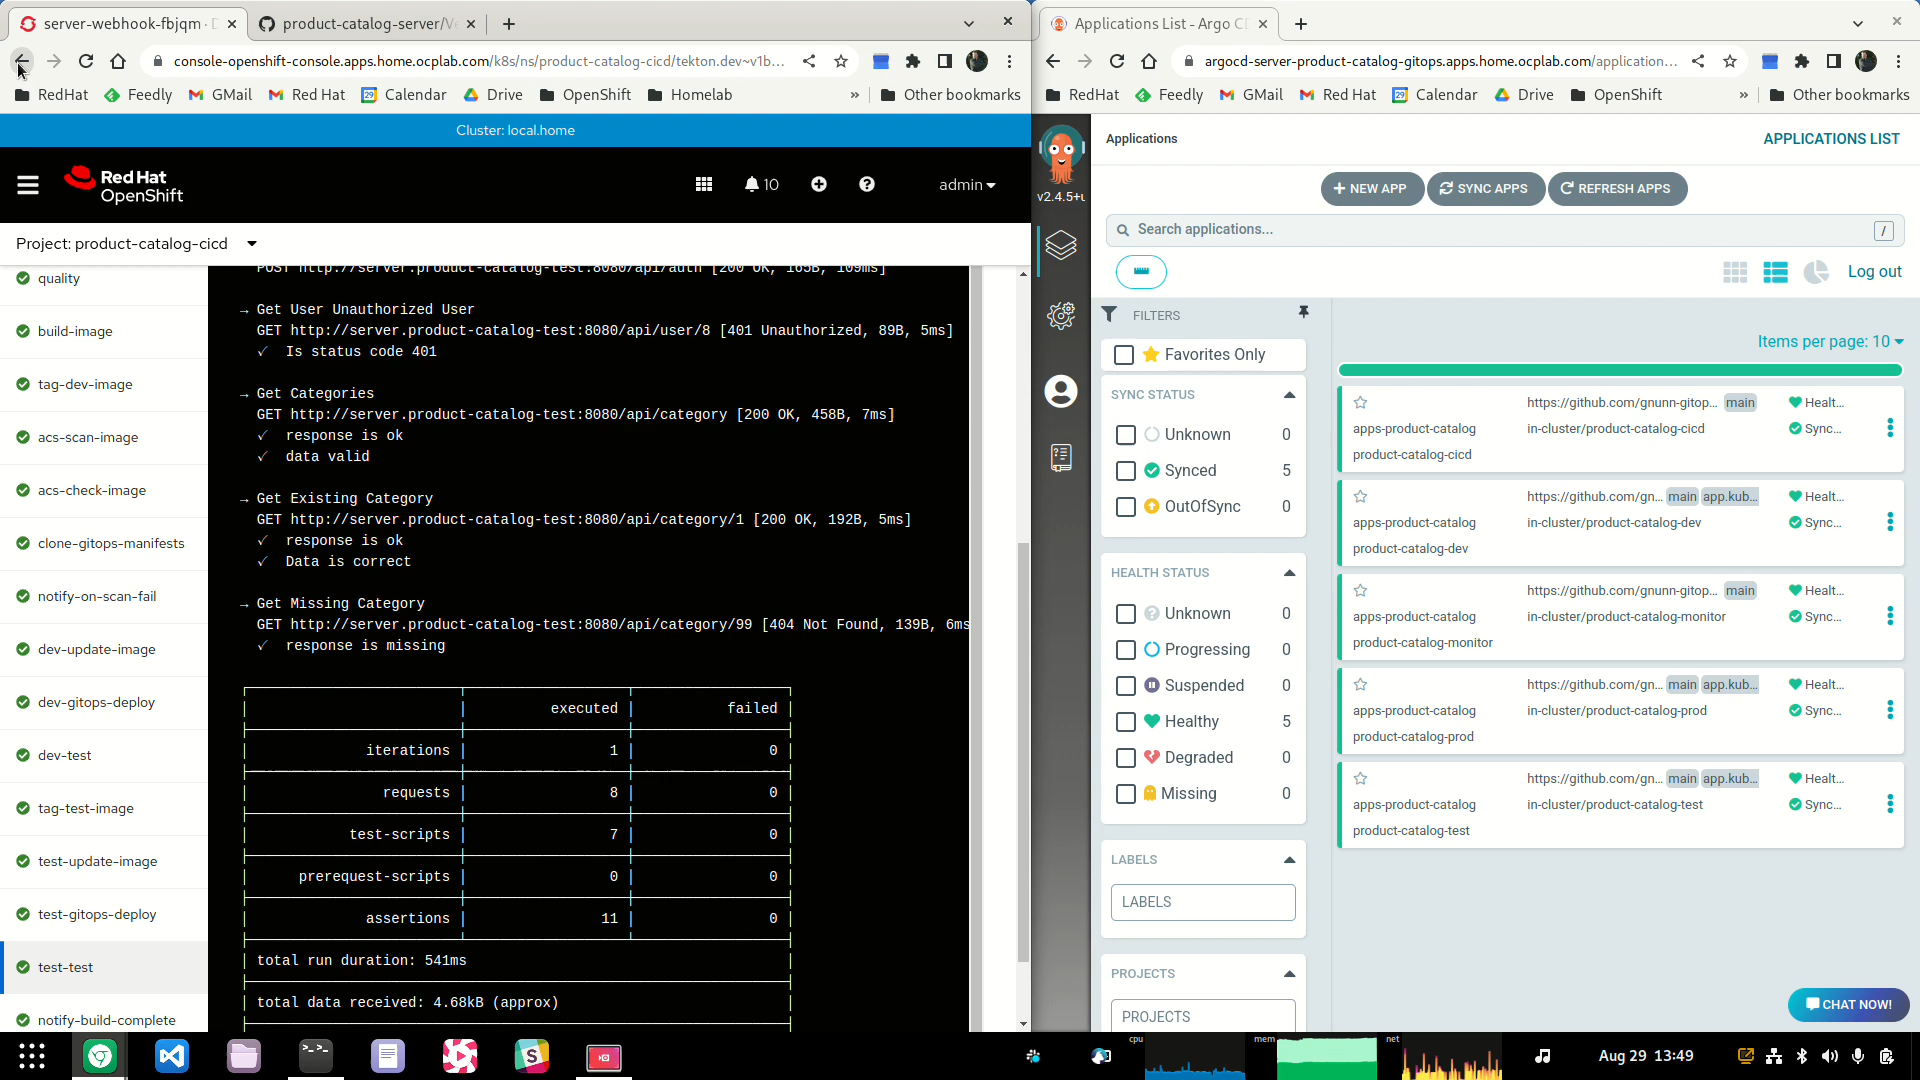 server-webhook-fbjqm · D
product-catalog-server/V
console-openshift-console.apps.home.ocplab.com/k8s/ns/product-catalog-cicd/tekton.dev~v1b...
RedHat
Feedly
GMail
Red Hat
Calendar
Drive
OpenShift
Homelab
»
Other bookmarks
Cluster: local.home
Red Hat
OpenShift
10
admin
Project: product-catalog-cicd
quality
build-image
tag-dev-image
acs-scan-image
acs-check-image
clone-gitops-manifests
notify-on-scan-fail
dev-update-image
dev-gitops-deploy
dev-test
tag-test-image
test-update-image
test-gitops-deploy
test-test
notify-build-complete
POST http://server.product-catalog-test:8080/api/auth [200 OK, 165B, 109ms]
→ Get User Unauthorized User
GET http://server.product-catalog-test:8080/api/user/8 [401 Unauthorized, 89B, 5ms]
✓ Is status code 401
→ Get Categories
GET http://server.product-catalog-test:8080/api/category [200 OK, 458B, 7ms]
✓ response is ok
✓ data valid
→ Get Existing Category
GET http://server.product-catalog-test:8080/api/category/1 [200 OK, 192B, 5ms]
✓ response is ok
✓ Data is correct
→ Get Missing Category
GET http://server.product-catalog-test:8080/api/category/99 [404 Not Found, 139B, 6ms
✓ response is missing
executed failed
iterations 1 0
requests 8 0
test-scripts 7 0
prerequest-scripts 0 0
assertions 11 0
total run duration: 541ms
total data received: 4.68kB (approx)
Applications List - Argo CD
argocd-server-product-catalog-gitops.apps.home.ocplab.com/application...
RedHat
Feedly
GMail
Red Hat
Calendar
Drive
OpenShift
»
Other bookmarks
v2.4.5+u
Applications
APPLICATIONS LIST
NEW APP
SYNC APPS
REFRESH APPS
Search applications...
/
Log out
FILTERS
Favorites Only
SYNC STATUS
Unknown 0
Synced 5
OutOfSync 0
HEALTH STATUS
Unknown 0
Progressing 0
Suspended 0
Healthy 5
Degraded 0
Missing 0
LABELS
LABELS
PROJECTS
PROJECTS
Items per page: 10
https://github.com/gnunn-gitop... main Healt...
apps-product-catalog in-cluster/product-catalog-cicd Sync...
product-catalog-cicd
https://github.com/gn... main app.kub... Healt...
apps-product-catalog in-cluster/product-catalog-dev Sync...
product-catalog-dev
https://github.com/gnunn-gitop... main Healt...
apps-product-catalog in-cluster/product-catalog-monitor Sync...
product-catalog-monitor
https://github.com/gn... main app.kub... Healt...
apps-product-catalog in-cluster/product-catalog-prod Sync...
product-catalog-prod
https://github.com/gn... main app.kub... Healt...
apps-product-catalog in-cluster/product-catalog-test Sync...
product-catalog-test
CHAT NOW!
cpu
mem
net
Aug 29 13:49